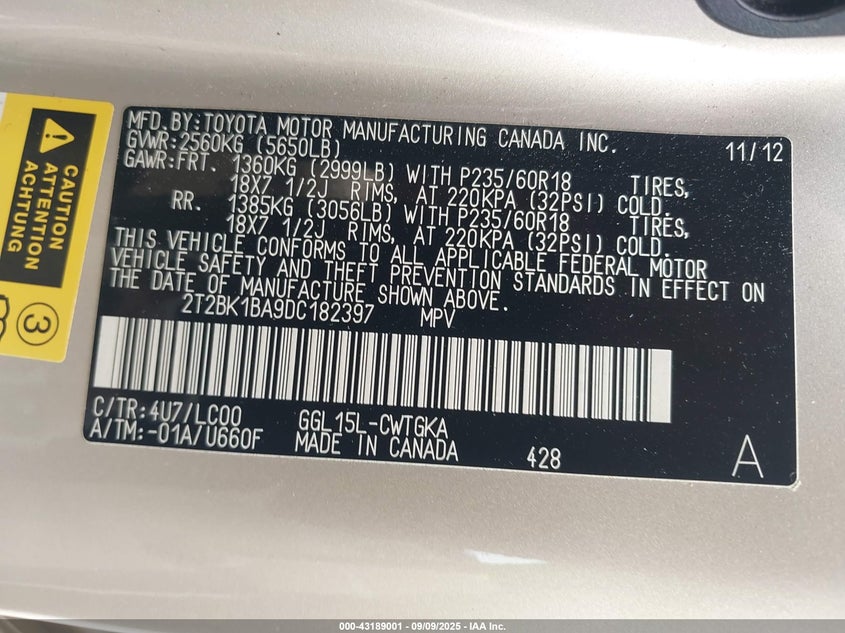 MFD. BY: TOYOTA MOTOR MANUFACTURING CANADA INC. 11/12
GVWR: 2560KG (5650LB)
GAWR: FRT. 1360KG (2999LB) WITH P235/60R18 TIRES,
18X7 1/2J RIMS, AT 220KPA (32PSI) COLD.
RR. 1385KG (3056LB) WITH P235/60R18 TIRES,
18X7 1/2J RIMS, AT 220KPA (32PSI) COLD.
THIS VEHICLE CONFORMS TO ALL APPLICABLE FEDERAL MOTOR
VEHICLE SAFETY AND THEFT PREVENTION STANDARDS IN EFFECT ON
THE DATE OF MANUFACTURE SHOWN ABOVE.
2T2BK1BA9DC182397 MPV
C/TR: 4U7/LC00 GGL15L-CWTGKA
A/TM: -01A/U660F MADE IN CANADA 428 A
CAUTION
ATTENTION
ACHTUNG
3
000-43189001 - 09/09/2025 - IAA Inc.